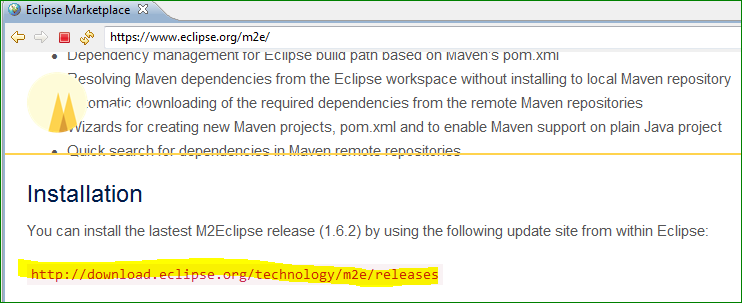 Eclipse Marketplace
https://www.eclipse.org/m2e/
Dependency management for Eclipse build path based on Maven's pom.xml
Resolving Maven dependencies from the Eclipse workspace without installing to local Maven repository
utomatic downloading of the required dependencies from the remote Maven repositories
Wizards for creating new Maven projects, pom.xml and to enable Maven support on plain Java project
Quick search for dependencies in Maven remote repositories
Installation
You can install the lastest M2Eclipse release (1.6.2) by using the following update site from within Eclipse:
http://download.eclipse.org/technology/m2e/releases